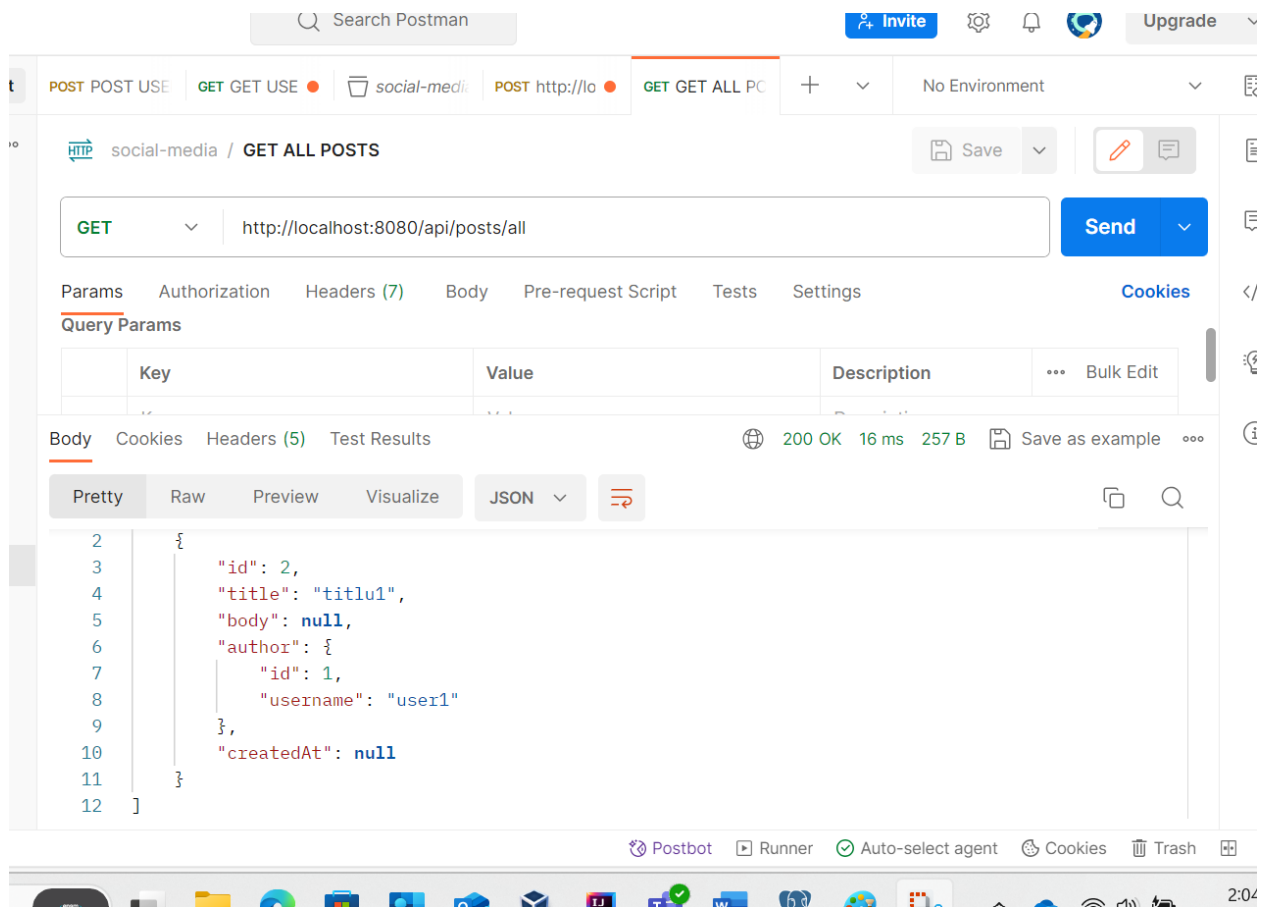 Search Postman
Invite
Upgrade
POST POST USE GET GET USE social-medi POST http://lo GET GET ALL PO No Environment
HTTP social-media / GET ALL POSTS
Save
GET http://localhost:8080/api/posts/all
Send
Params Authorization Headers (7) Body Pre-request Script Tests Settings Cookies
Query Params
Key Value Description Bulk Edit
Body Cookies Headers (5) Test Results 200 OK 16 ms 257 B Save as example
Pretty Raw Preview Visualize JSON
2 {
3 "id": 2,
4 "title": "titlu1",
5 "body": null,
6 "author": {
7 "id": 1,
8 "username": "user1"
9 },
10 "createdAt": null
11 }
12 ]
Postbot Runner Auto-select agent Cookies Trash
2:04